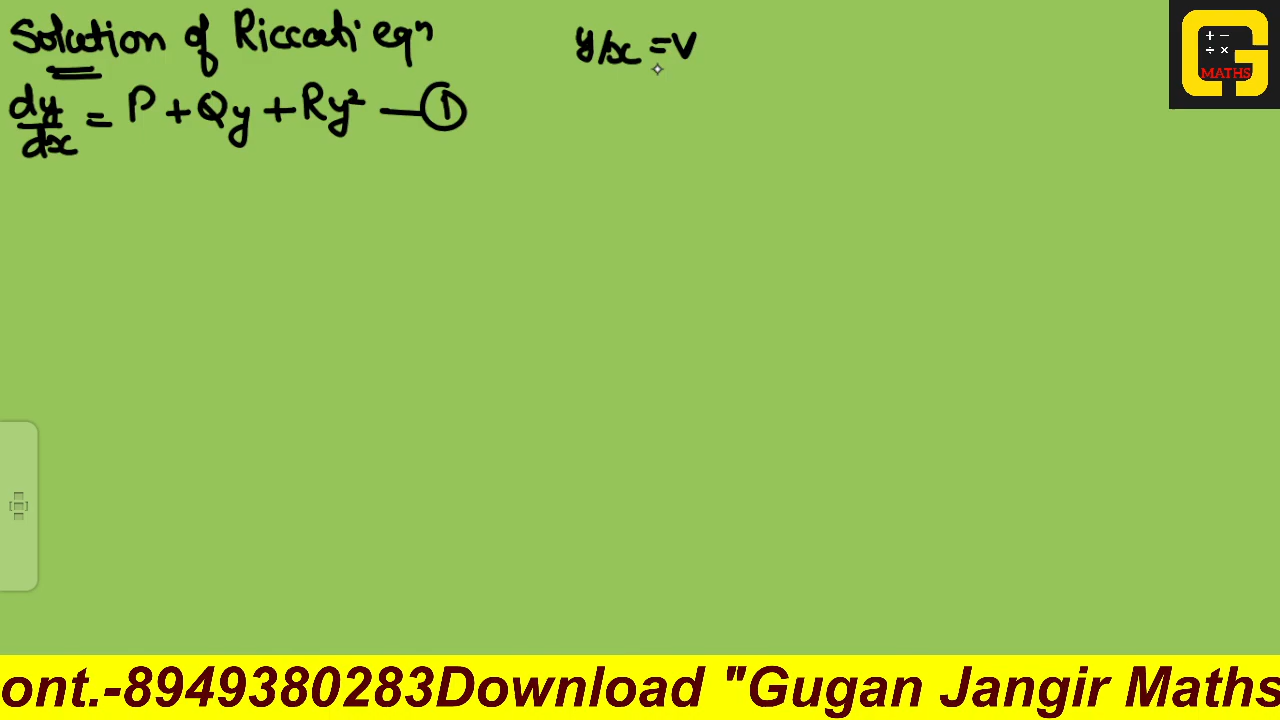 Solution of Riccati eqⁿ
y/x = v
dy/dx = P + Qy + Ry² — ①
+ −
÷ ×
MATHS
ont.-8949380283Download "Gugan Jangir Maths